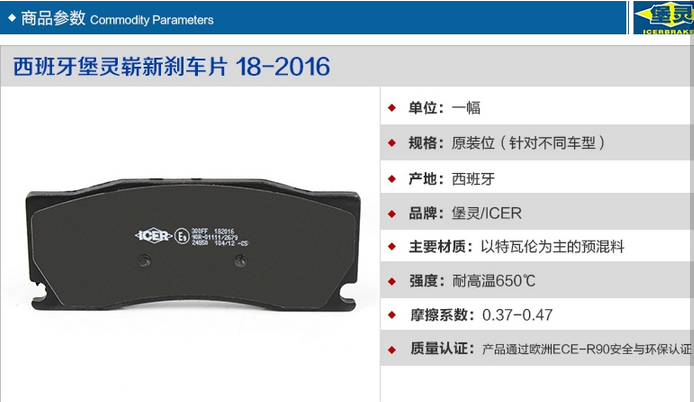 商品参数 Commodity Parameters
堡灵
ICERBRAKE
西班牙堡灵崭新刹车片 18-2016
单位：一幅
规格：原装位（针对不同车型）
产地：西班牙
品牌：堡灵/ICER
主要材质：以特瓦伦为主的预混料
强度：耐高温650℃
摩擦系数：0.37-0.47
质量认证：产品通过欧洲ECE-R90安全与环保认证
ICER E9 300FF 182016
90R-01111/2679
24850 104/12 -CS